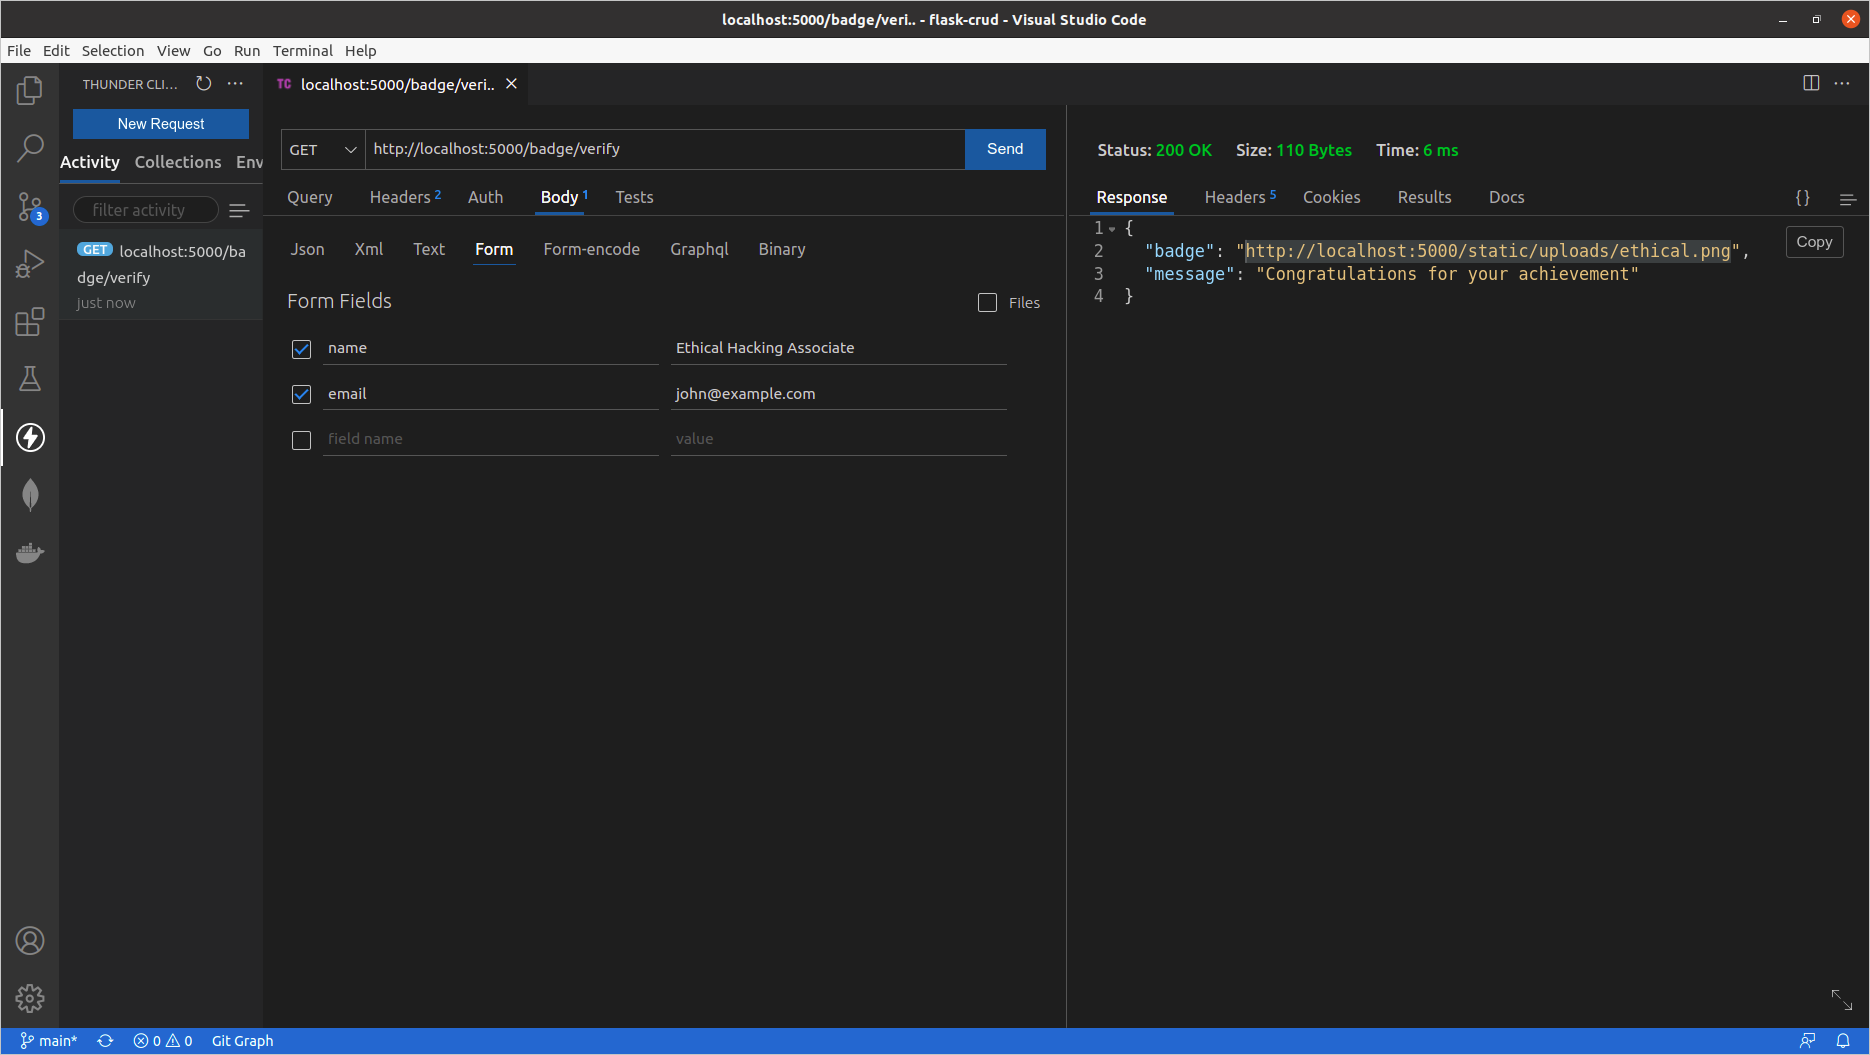 localhost:5000/badge/veri.. - flask-crud - Visual Studio Code
File Edit Selection View Go Run Terminal Help
THUNDER CLI...
TC localhost:5000/badge/veri..
New Request
Activity Collections Env
filter activity
GET localhost:5000/ba
dge/verify
just now
3
GET http://localhost:5000/badge/verify Send
Query Headers 2 Auth Body 1 Tests
Json Xml Text Form Form-encode Graphql Binary
Form Fields Files
name Ethical Hacking Associate
email john@example.com
field name value
Status: 200 OK Size: 110 Bytes Time: 6 ms
Response Headers 5 Cookies Results Docs {}
1 {
2 "badge": "http://localhost:5000/static/uploads/ethical.png",
3 "message": "Congratulations for your achievement"
4 }
Copy
main* 0 0 Git Graph